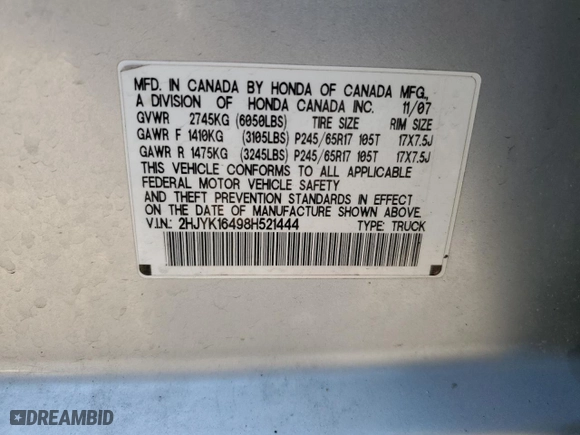 MFD. IN CANADA BY HONDA OF CANADA MFG.,
A DIVISION OF HONDA CANADA INC. 11/07
GVWR 2745KG (6050LBS) TIRE SIZE RIM SIZE
GAWR F 1410KG (3105LBS) P245/65R17 105T 17X7.5J
GAWR R 1475KG (3245LBS) P245/65R17 105T 17X7.5J
THIS VEHICLE CONFORMS TO ALL APPLICABLE
FEDERAL MOTOR VEHICLE SAFETY
AND THEFT PREVENTION STANDARDS IN EFFECT
ON THE DATE OF MANUFACTURE SHOWN ABOVE.
V.I.N.: 2HJYK16498H521444 TYPE: TRUCK
DREAMBID